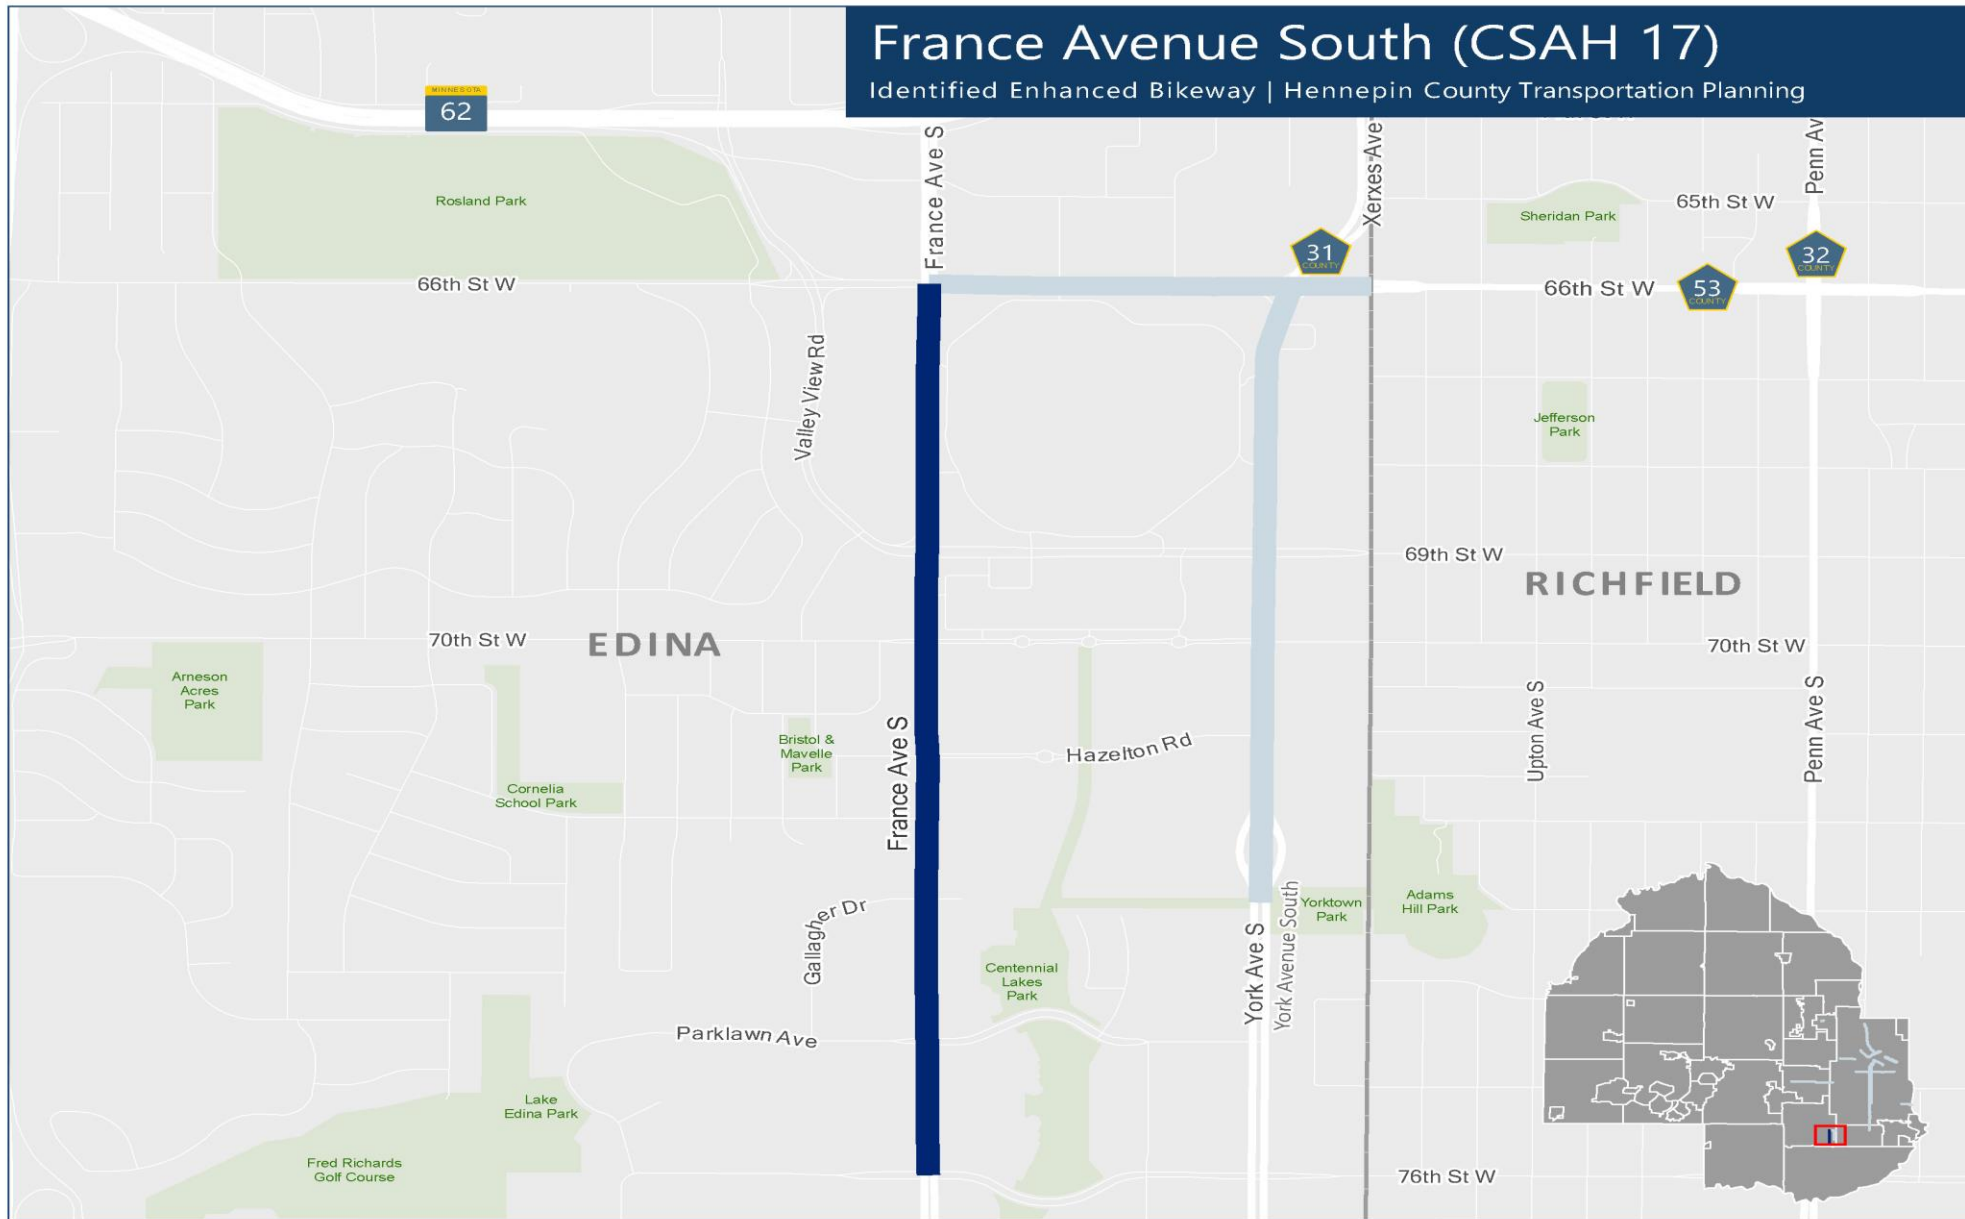 France Avenue South (CSAH 17)
Identified Enhanced Bikeway | Hennepin County Transportation Planning
MINNESOTA
62
France Ave S
Xerxes Ave
Penn Av
Rosland Park
65th St W
Sheridan Park
31
COUNTY
32
COUNTY
66th St W
66th St W
53
COUNTY
Valley View Rd
Jefferson
Park
69th St W
RICHFIELD
70th St W
EDINA
70th St W
Arneson
Acres
Park
Upton Ave S
Penn Ave S
France Ave S
Bristol &
Mavelle
Park
Hazelton Rd
Cornelia
School Park
Gallagher Dr
Yorktown
Park
Adams
Hill Park
York Ave S
York Avenue South
Centennial
Lakes
Park
Parklawn Ave
Lake
Edina Park
Fred Richards
Golf Course
76th St W